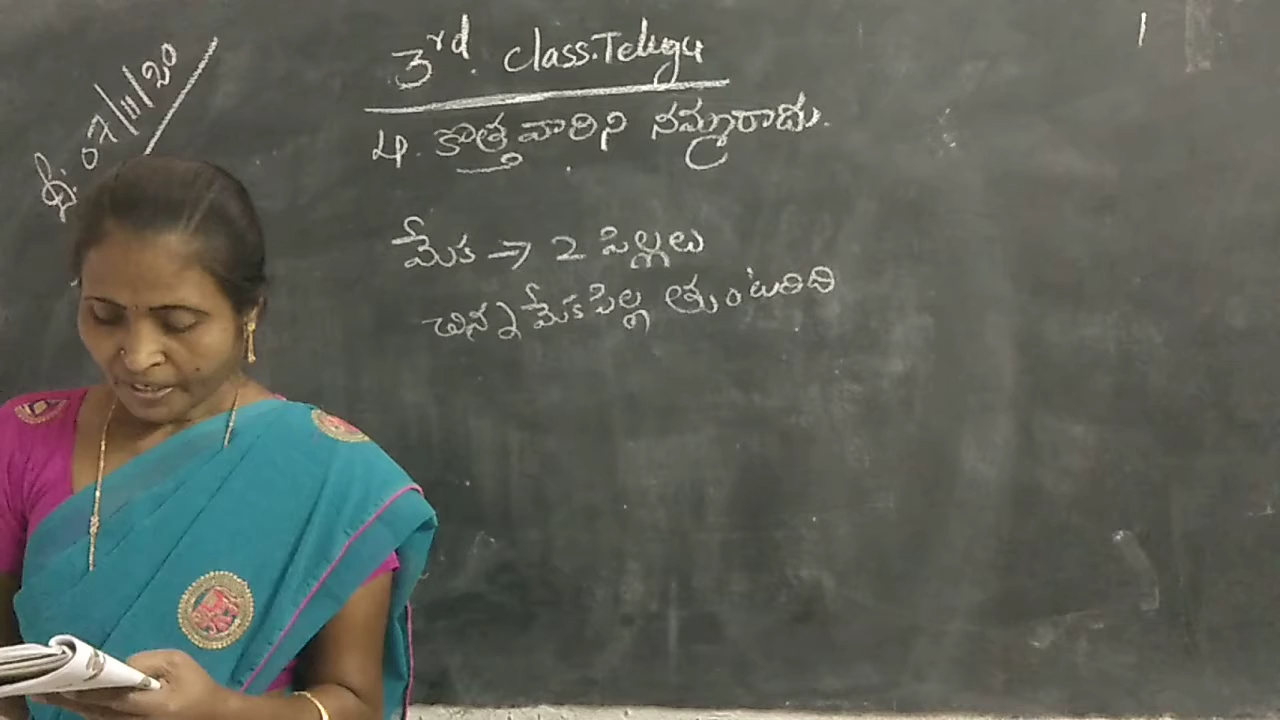 తే: 07/11/20
3rd class.Telugu
4. కొత్తవారిని నమ్మరాదు.
మేక → 2 పిల్లలు
చిన్న మేకపిల్ల తుంటరిది